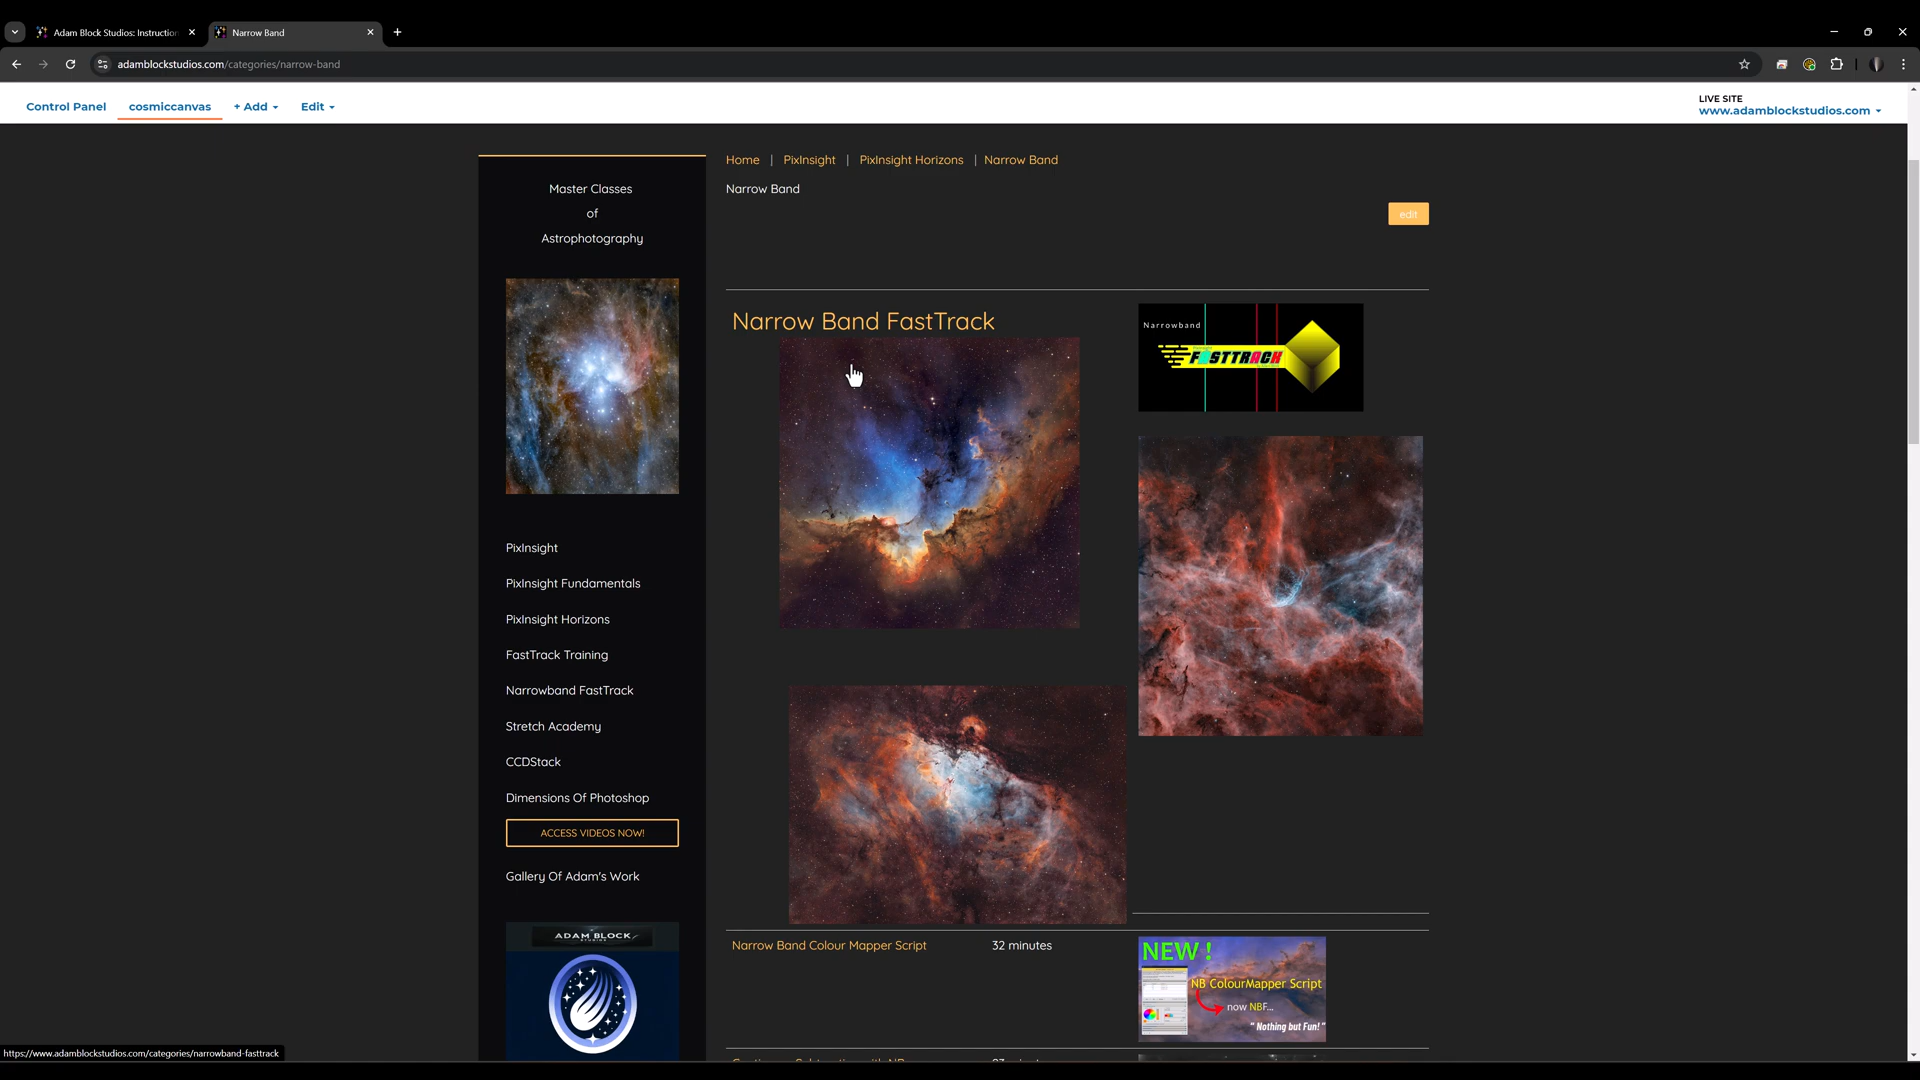 Adam Block Studios: Instruction
Narrow Band
adamblockstudios.com/categories/narrow-band
Control Panel
cosmiccanvas
+ Add
Edit
LIVE SITE
www.adamblockstudios.com
Home | PixInsight | PixInsight Horizons | Narrow Band
Narrow Band
edit
Master Classes
of
Astrophotography
Narrow Band FastTrack
Narrowband
FASTTRACK
PixInsight
PixInsight Fundamentals
PixInsight Horizons
FastTrack Training
Narrowband FastTrack
Stretch Academy
CCDStack
Dimensions Of Photoshop
ACCESS VIDEOS NOW!
Gallery Of Adam's Work
ADAM BLOCK
STUDIOS
Narrow Band Colour Mapper Script
32 minutes
NEW !
NB ColourMapper Script
now NBF...
"Nothing but Fun!"
https://www.adamblockstudios.com/categories/narrowband-fasttrack